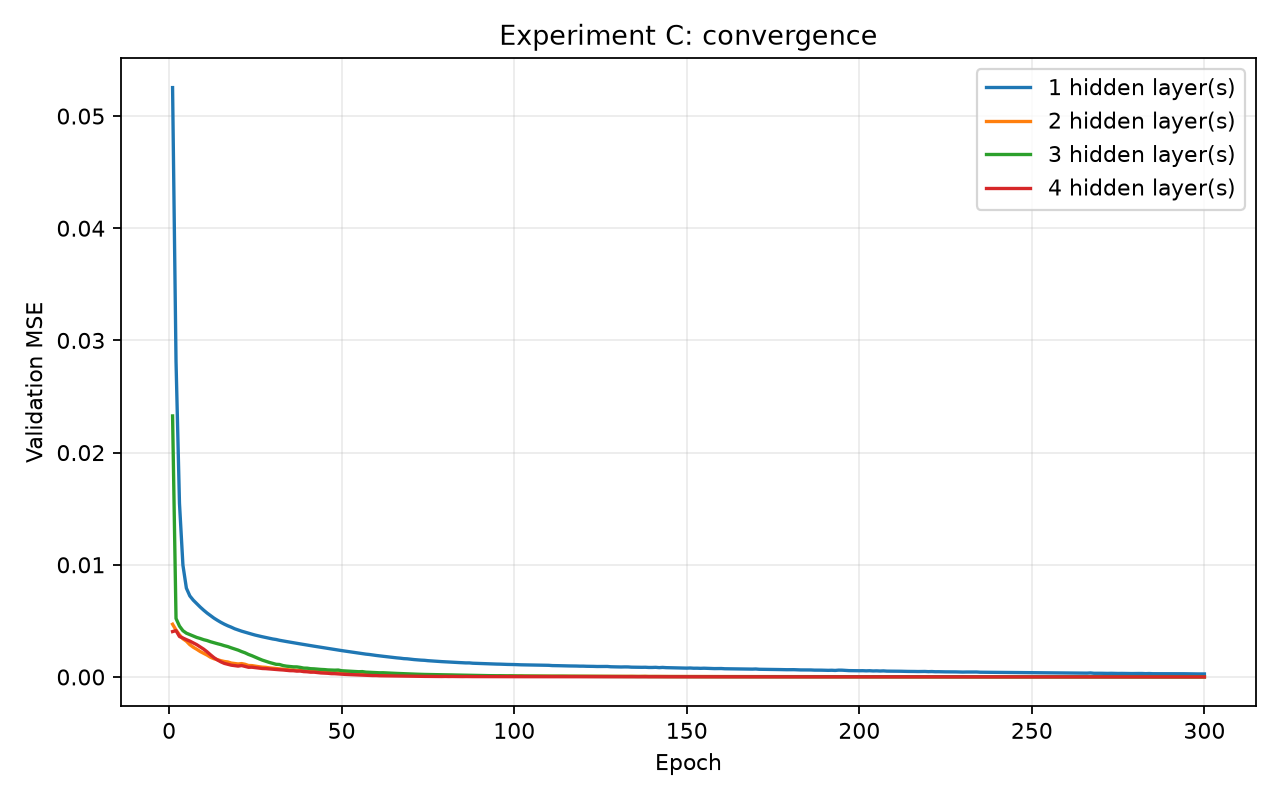 Experiment C: convergence
1 hidden layer(s)
2 hidden layer(s)
3 hidden layer(s)
4 hidden layer(s)
Validation MSE
0.05
0.04
0.03
0.02
0.01
0.00
0 50 100 150 200 250 300
Epoch